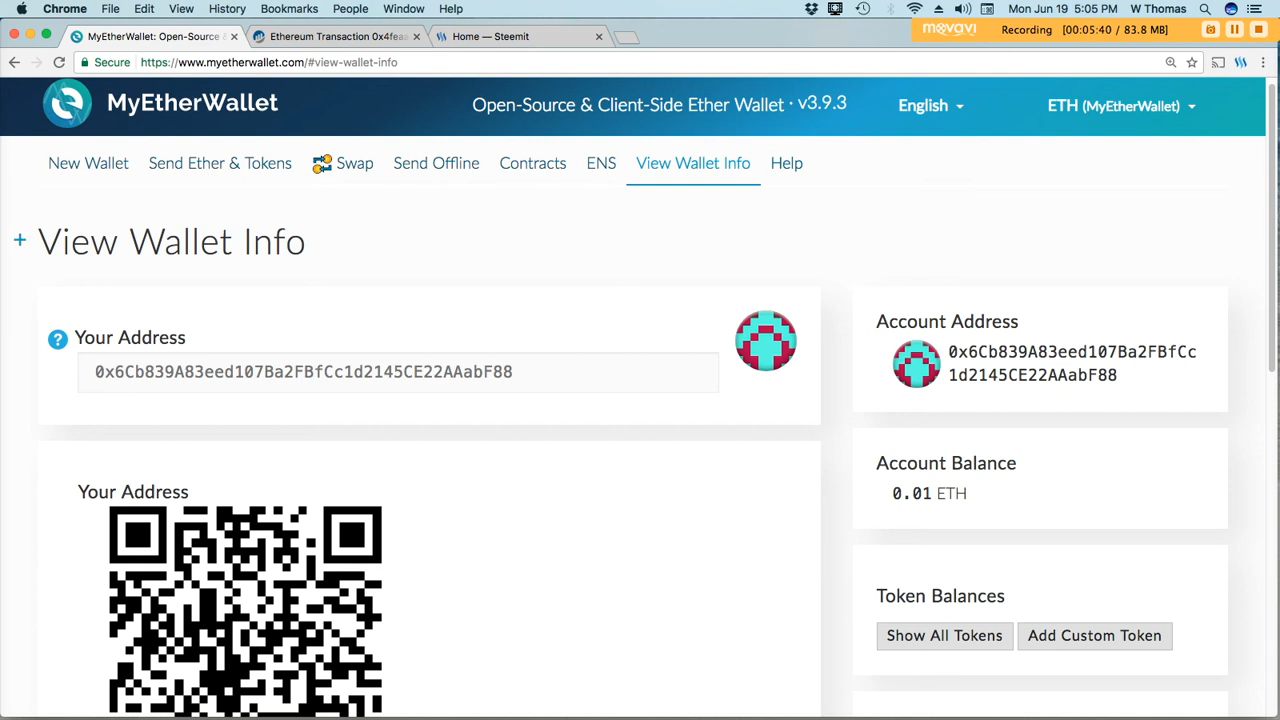 Chrome File Edit View History Bookmarks People Window Help Mon Jun 19 5:05 PM W Thomas
MyEtherWallet: Open-Source & Ethereum Transaction 0x4fea Home — Steemit
movavi Recording [00:05:40 / 83.8 MB]
Secure https://www.myetherwallet.com/#view-wallet-info
MyEtherWallet Open-Source & Client-Side Ether Wallet · v3.9.3 English ETH (MyEtherWallet)
New Wallet Send Ether & Tokens Swap Send Offline Contracts ENS View Wallet Info Help
+ View Wallet Info
? Your Address
0x6Cb839A83eed107Ba2FBfCc1d2145CE22AAabF88
Your Address
Account Address
0x6Cb839A83eed107Ba2FBfCc
1d2145CE22AAabF88
Account Balance
0.01 ETH
Token Balances
Show All Tokens Add Custom Token